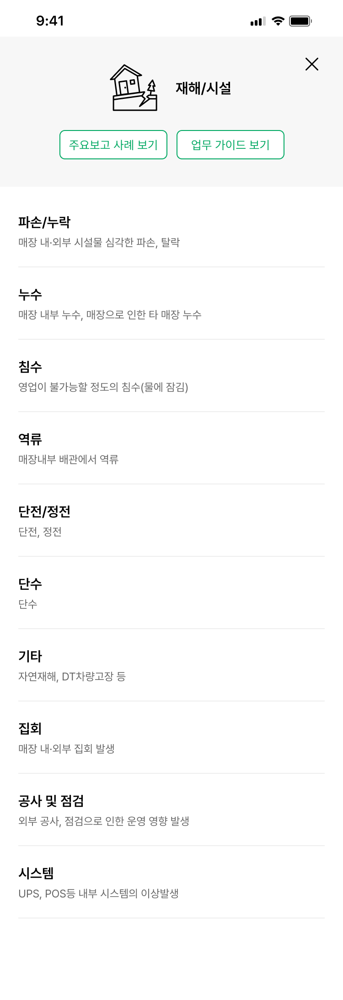 9:41
재해/시설
주요보고 사례 보기
업무 가이드 보기
파손/누락
매장 내·외부 시설물 심각한 파손, 탈락
누수
매장 내부 누수, 매장으로 인한 타 매장 누수
침수
영업이 불가능할 정도의 침수(물에 잠김)
역류
매장내부 배관에서 역류
단전/정전
단전, 정전
단수
단수
기타
자연재해, DT차량고장 등
집회
매장 내·외부 집회 발생
공사 및 점검
외부 공사, 점검으로 인한 운영 영향 발생
시스템
UPS, POS등 내부 시스템의 이상발생